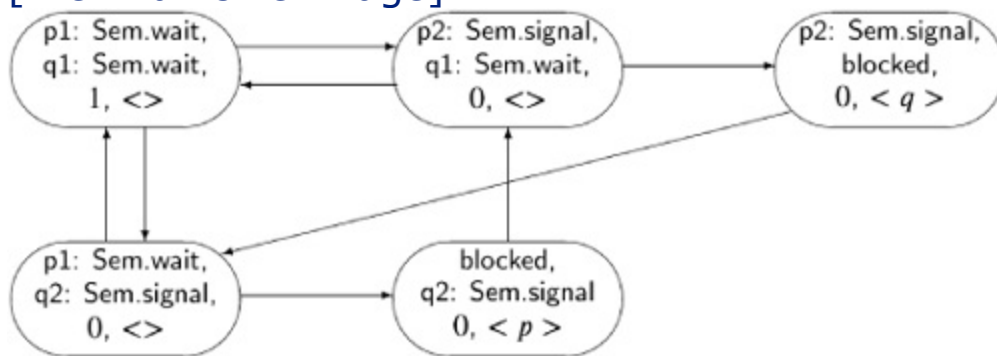 p1: Sem.wait,
q1: Sem.wait,
1, <>
p2: Sem.signal,
q1: Sem.wait,
0, <>
p2: Sem.signal,
blocked,
0, < q >
p1: Sem.wait,
q2: Sem.signal,
0, <>
blocked,
q2: Sem.signal
0, < p >